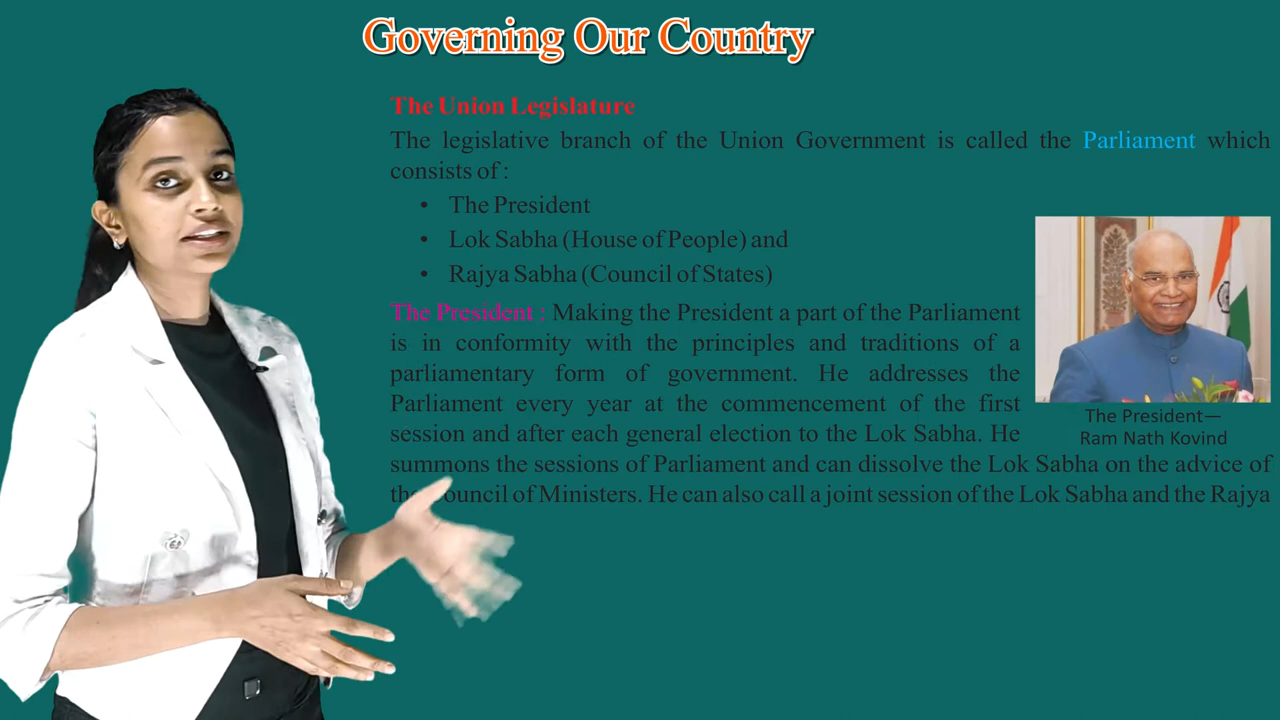 Governing Our Country
The Union Legislature
The legislative branch of the Union Government is called the Parliament which
consists of :
• The President
• Lok Sabha (House of People) and
• Rajya Sabha (Council of States)
The President : Making the President a part of the Parliament
is in conformity with the principles and traditions of a
parliamentary form of government. He addresses the
Parliament every year at the commencement of the first
session and after each general election to the Lok Sabha. He
summons the sessions of Parliament and can dissolve the Lok Sabha on the advice of
the Council of Ministers. He can also call a joint session of the Lok Sabha and the Rajya
The President—
Ram Nath Kovind